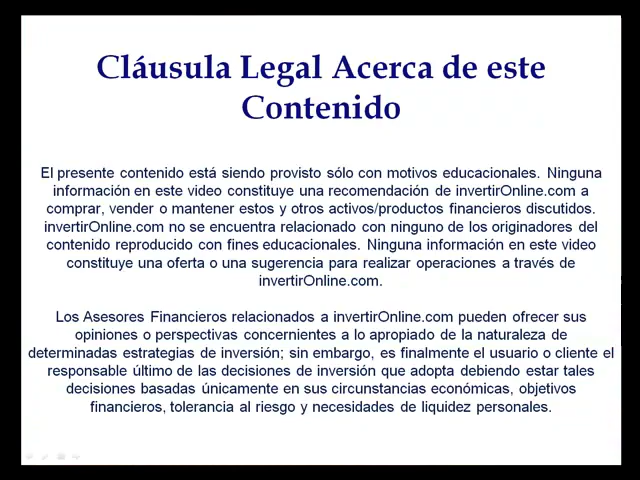 Cláusula Legal Acerca de este
Contenido
El presente contenido está siendo provisto sólo con motivos educacionales. Ninguna
información en este video constituye una recomendación de invertirOnline.com a
comprar, vender o mantener estos y otros activos/productos financieros discutidos.
invertirOnline.com no se encuentra relacionado con ninguno de los originadores del
contenido reproducido con fines educacionales. Ninguna información en este video
constituye una oferta o una sugerencia para realizar operaciones a través de
invertirOnline.com.
Los Asesores Financieros relacionados a invertirOnline.com pueden ofrecer sus
opiniones o perspectivas concernientes a lo apropiado de la naturaleza de
determinadas estrategias de inversión; sin embargo, es finalmente el usuario o cliente el
responsable último de las decisiones de inversión que adopta debiendo estar tales
decisiones basadas únicamente en sus circunstancias económicas, objetivos
financieros, tolerancia al riesgo y necesidades de liquidez personales.